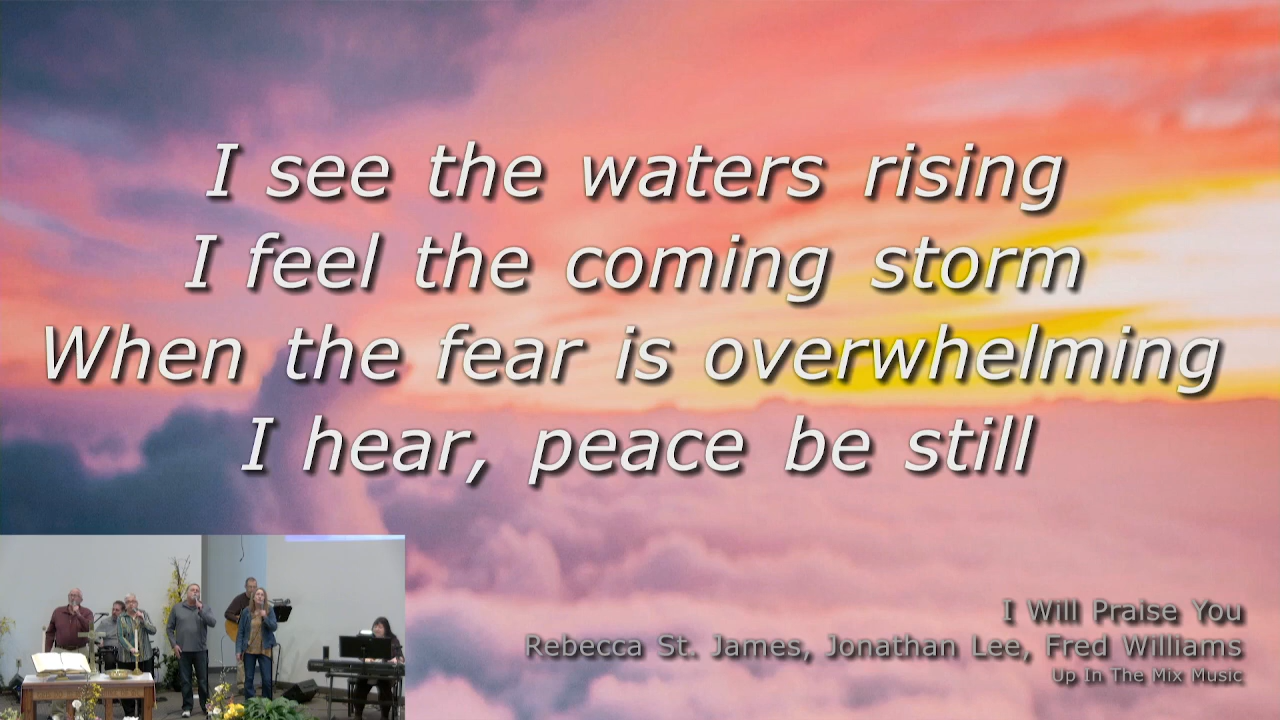 I see the waters rising
I feel the coming storm
When the fear is overwhelming
I hear, peace be still
I Will Praise You
Rebecca St. James, Jonathan Lee, Fred Williams
Up In The Mix Music